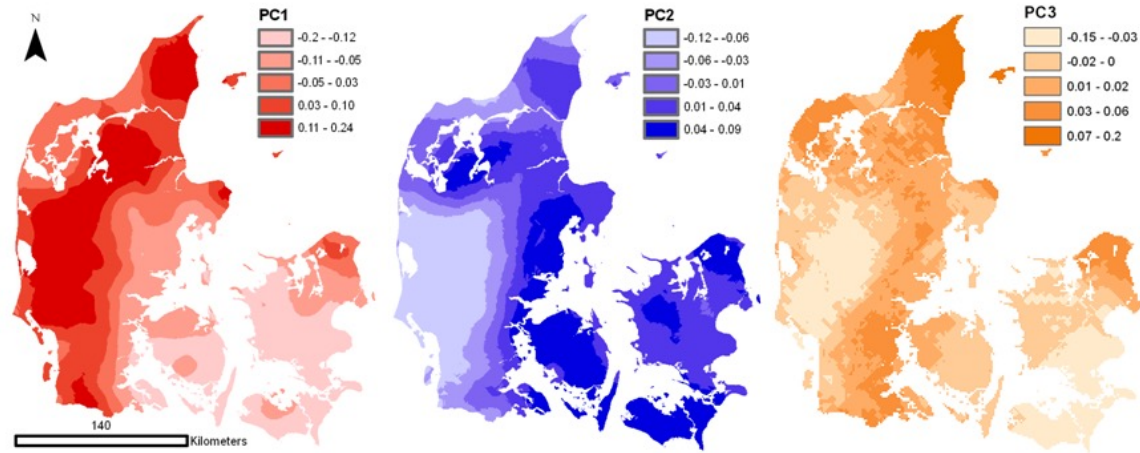 N
PC1
-0.2 - -0.12
-0.11 - -0.05
-0.05 - 0.03
0.03 - 0.10
0.11 - 0.24
PC2
-0.12 - -0.06
-0.06 - -0.03
-0.03 - 0.01
0.01 - 0.04
0.04 - 0.09
PC3
-0.15 - -0.03
-0.02 - 0
0.01 - 0.02
0.03 - 0.06
0.07 - 0.2
140
Kilometers